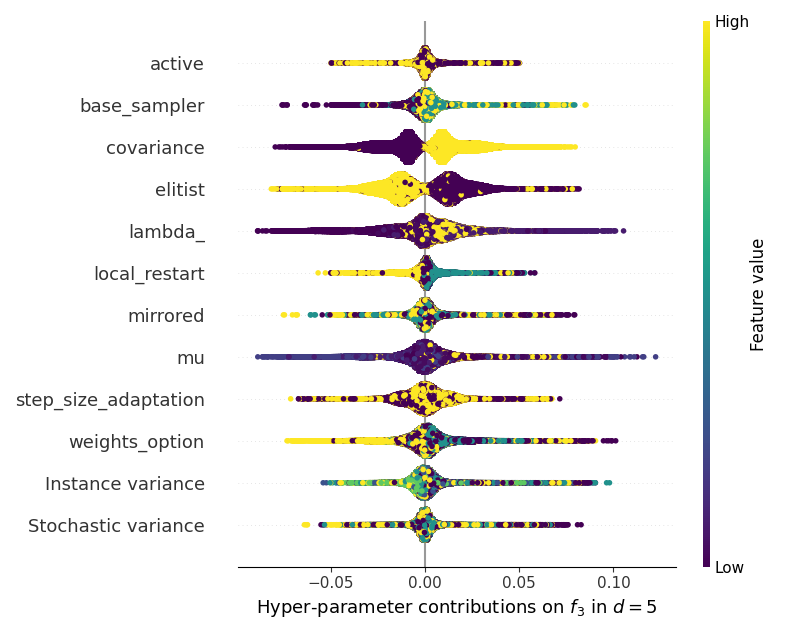 High
active
base_sampler
covariance
elitist
lambda_
local_restart
mirrored
mu
step_size_adaptation
weights_option
Instance variance
Stochastic variance
Feature value
Low
−0.05 0.00 0.05 0.10
Hyper-parameter contributions on f₃ in d = 5